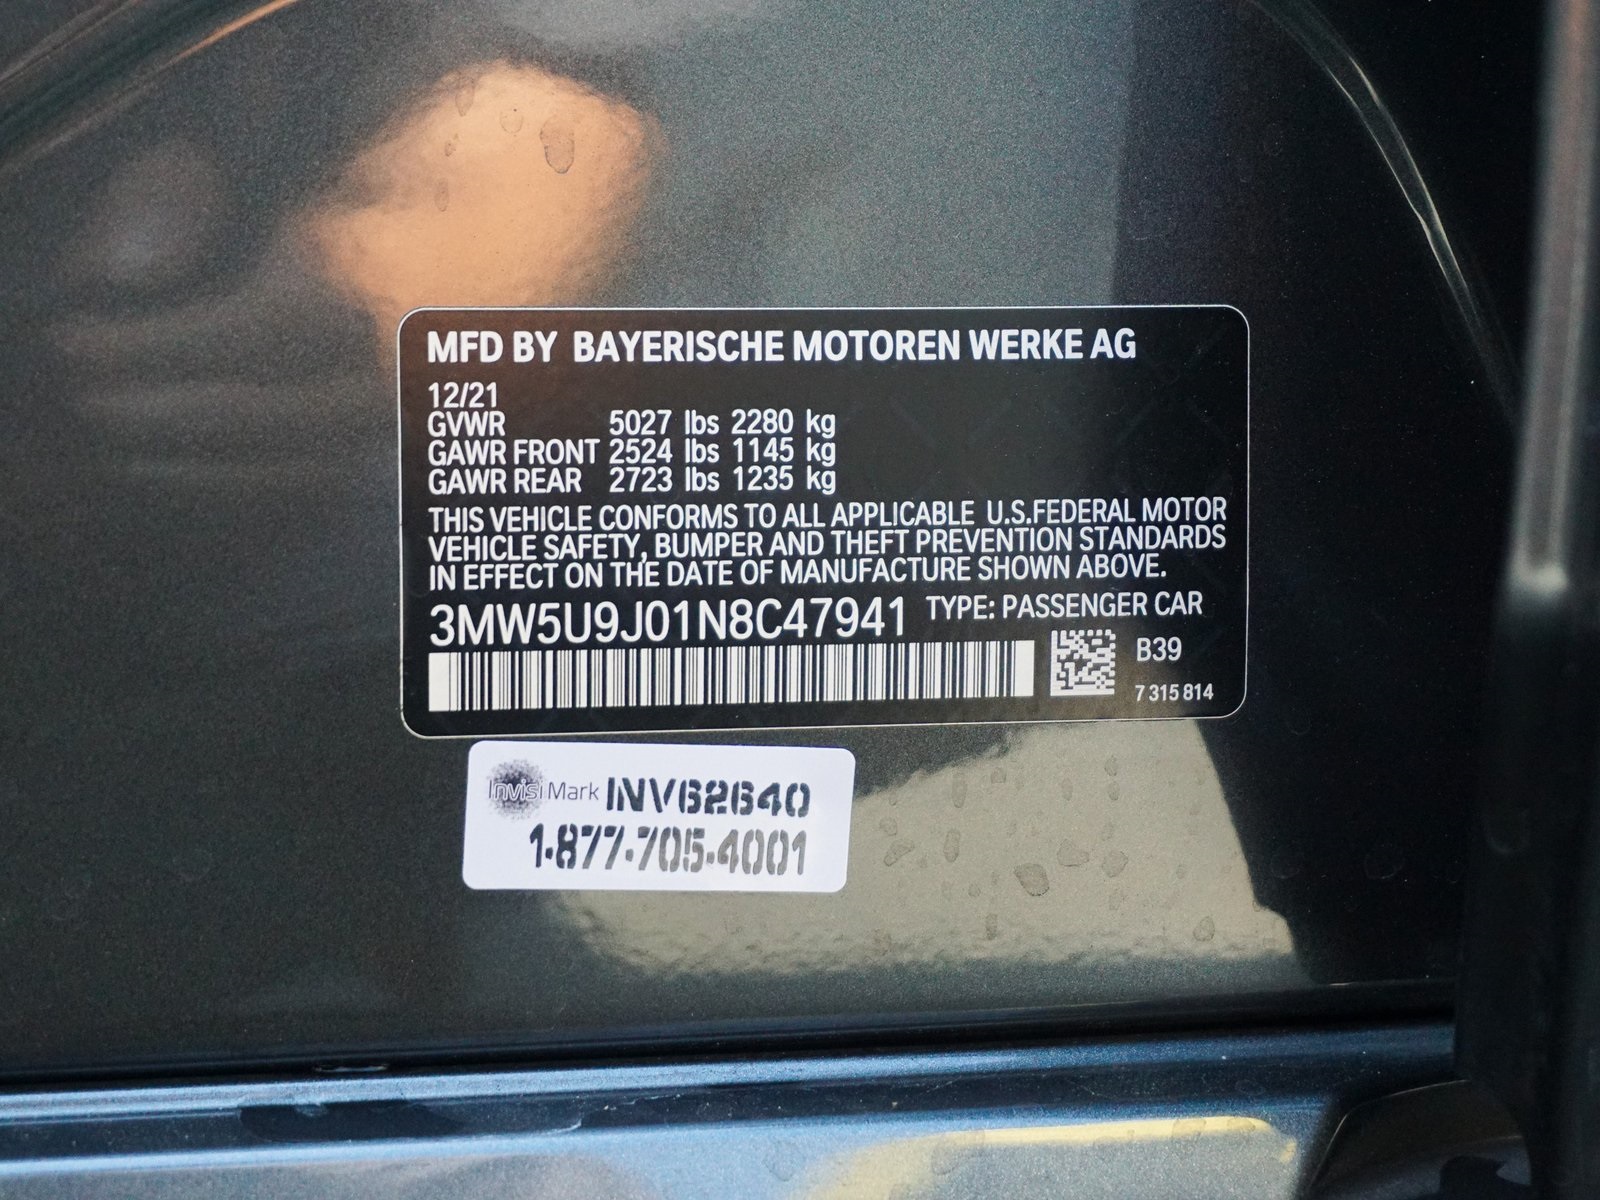 MFD BY BAYERISCHE MOTOREN WERKE AG
12/21
GVWR 5027 lbs 2280 kg
GAWR FRONT 2524 lbs 1145 kg
GAWR REAR 2723 lbs 1235 kg
THIS VEHICLE CONFORMS TO ALL APPLICABLE U.S.FEDERAL MOTOR
VEHICLE SAFETY, BUMPER AND THEFT PREVENTION STANDARDS
IN EFFECT ON THE DATE OF MANUFACTURE SHOWN ABOVE.
3MW5U9J01N8C47941 TYPE: PASSENGER CAR
B39
7 315 814
InvisiMark INV62640
1-877-705-4001